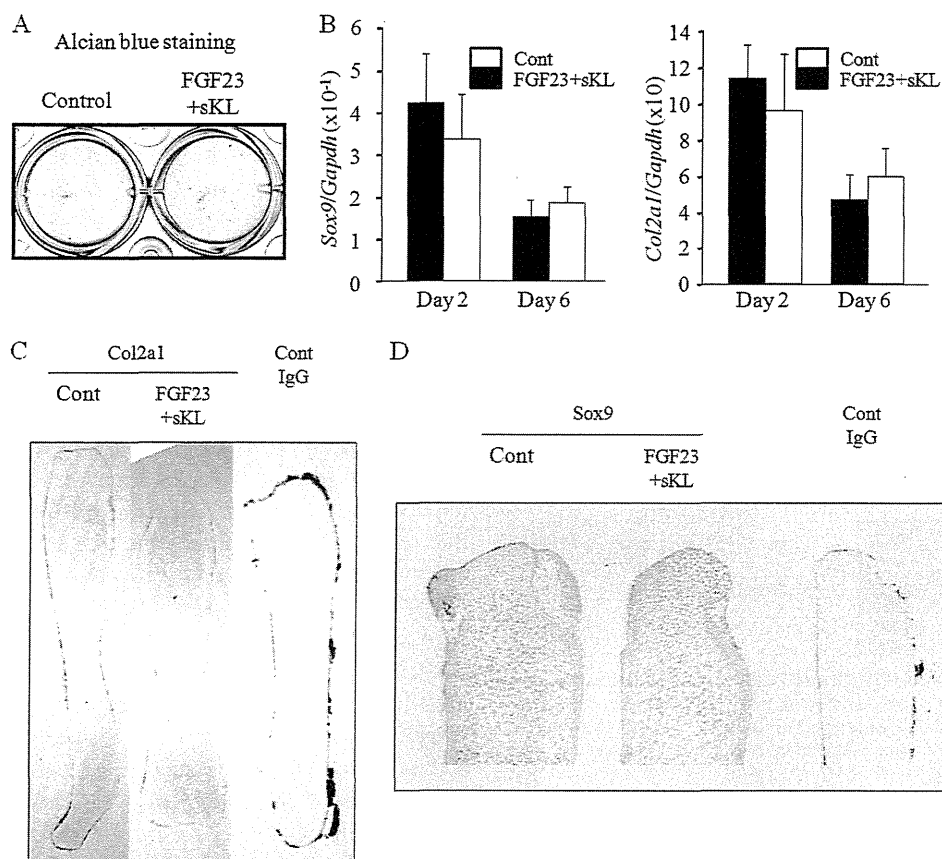 A
Alcian blue staining
Control
FGF23
+sKL
B
Sox9/Gapdh (x10-1)
6
5
4
3
2
1
0
Cont
FGF23+sKL
Day 2
Day 6
Col2a1/Gapdh (x10)
14
12
10
8
6
4
2
0
Cont
FGF23+sKL
Day 2
Day 6
C
Col2a1
Cont
FGF23
+sKL
Cont
IgG
D
Sox9
Cont
FGF23
+sKL
Cont
IgG